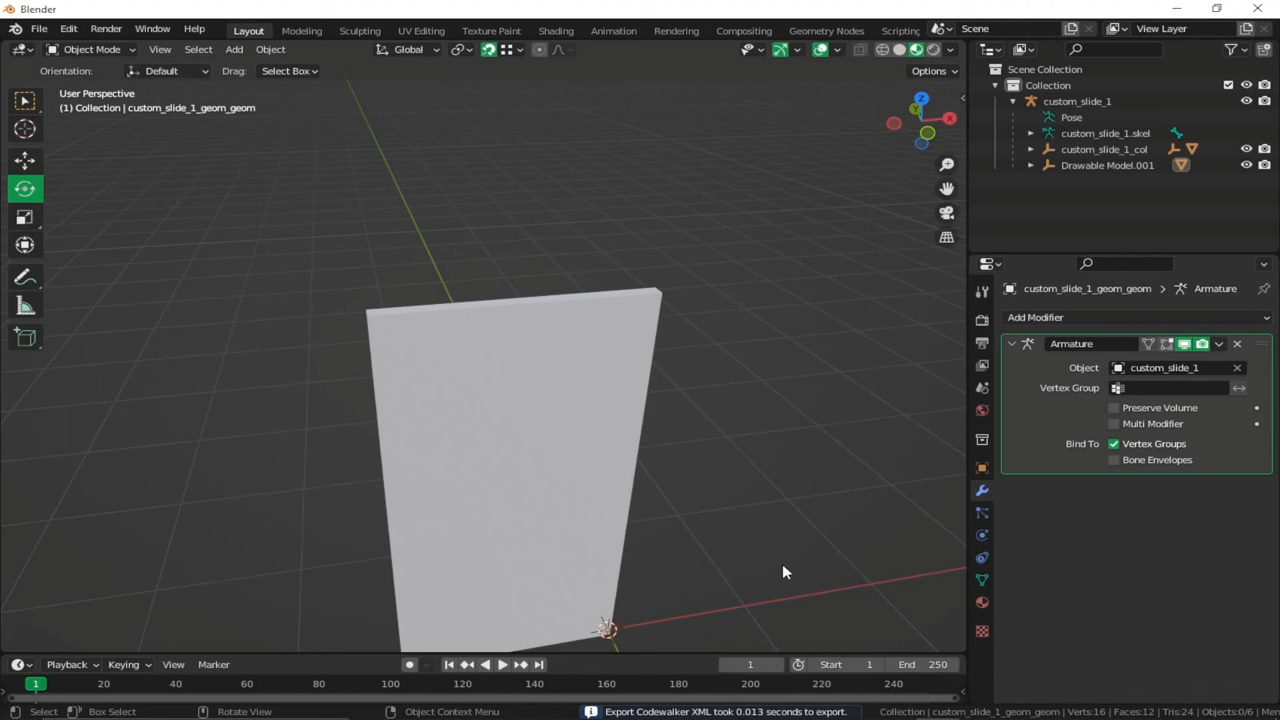 Blender
File Edit Render Window Help Layout Modeling Sculpting UV Editing Texture Paint Shading Animation Rendering Compositing Geometry Nodes Scripting Scene View Layer
Object Mode View Select Add Object Global
Orientation: Default Drag: Select Box Options
User Perspective
(1) Collection | custom_slide_1_geom_geom
Z
Y
X
Scene Collection
Collection
custom_slide_1
Pose
custom_slide_1.skel
custom_slide_1_col
Drawable Model.001
custom_slide_1_geom_geom > Armature
Add Modifier
Armature
Object custom_slide_1
Vertex Group
Preserve Volume
Multi Modifier
Bind To Vertex Groups
Bone Envelopes
Playback Keying View Marker 1 Start 1 End 250
1 20 40 60 80 100 120 140 160 180 200 220 240
Select Box Select Rotate View Object Context Menu Export Codewalker XML took 0.013 seconds to export. Collection | custom_slide_1_geom_geom | Verts:16 | Faces:12 | Tris:24 | Objects:0/6 | Me